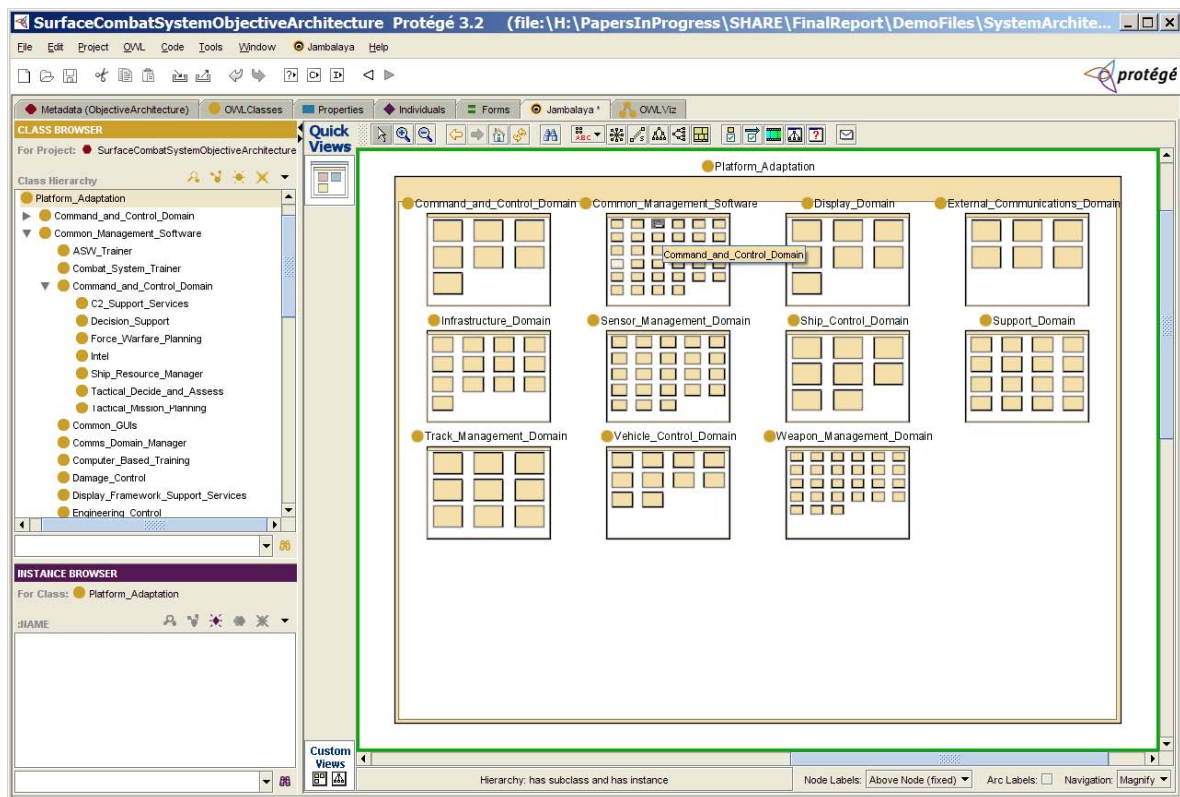 SurfaceCombatSystemObjectiveArchitecture Protégé 3.2 (file:\H:\PapersInProgress\SHARE\FinalReport\DemoFiles\SystemArchite...
File Edit Project OWL Code Tools Window Jambalaya Help
protégé
Metadata (ObjectiveArchitecture) OWLClasses Properties Individuals Forms Jambalaya * OWLViz
CLASS BROWSER
For Project: SurfaceCombatSystemObjectiveArchitecture
Class Hierarchy
Platform_Adaptation
Command_and_Control_Domain
Common_Management_Software
ASW_Trainer
Combat_System_Trainer
Command_and_Control_Domain
C2_Support_Services
Decision_Support
Force_Warfare_Planning
Intel
Ship_Resource_Manager
Tactical_Decide_and_Assess
Tactical_Mission_Planning
Common_GUIs
Comms_Domain_Manager
Computer_Based_Training
Damage_Control
Display_Framework_Support_Services
Engineering_Control
INSTANCE BROWSER
For Class: Platform_Adaptation
:NAME
Quick
Views
Custom
Views
ABC
Platform_Adaptation
Command_and_Control_Domain Common_Management_Software Display_Domain External_Communications_Domain
Command_and_Control_Domain
Infrastructure_Domain Sensor_Management_Domain Ship_Control_Domain Support_Domain
Track_Management_Domain Vehicle_Control_Domain Weapon_Management_Domain
Hierarchy: has subclass and has instance Node Labels: Above Node (fixed) Arc Labels: Navigation: Magnify